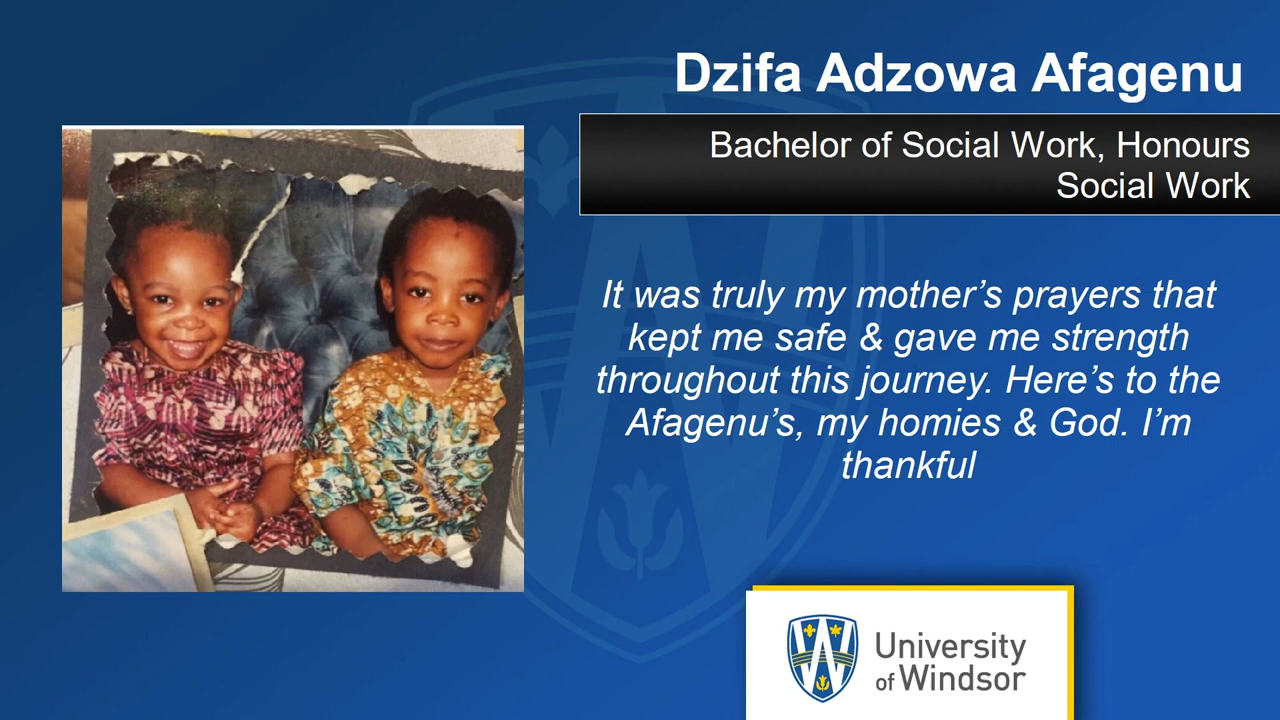 Dzifa Adzowa Afagenu
Bachelor of Social Work, Honours
Social Work
It was truly my mother's prayers that
kept me safe & gave me strength
throughout this journey. Here's to the
Afagenu's, my homies & God. I'm
thankful
University
of Windsor